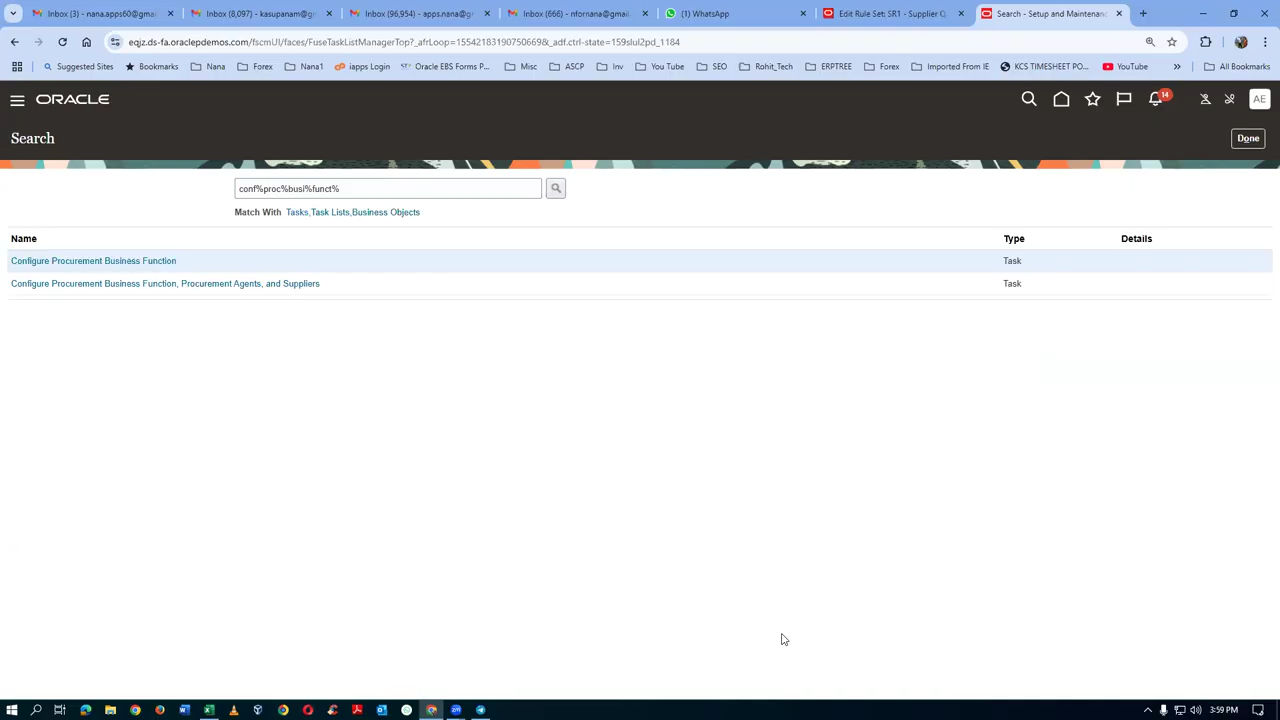 Inbox (3) - nana.apps60@gma
Inbox (8,097) - kasupanam@gr
Inbox (96,954) - apps.nana@gr
Inbox (666) - nfornana@gmail
(1) WhatsApp
Edit Rule Set: SR1 - Supplier Q
Search - Setup and Maintenanc
eqjz.ds-fa.oraclepdemos.com/fscmUI/faces/FuseTaskListManagerTop?_afrLoop=155421831907506669&_adf.ctrl-state=159slul2pd_1184
Suggested Sites
Bookmarks
Nana
Forex
Nana1
iapps Login
Oracle EBS Forms P...
Misc
ASCP
Inv
You Tube
SEO
Rohit_Tech
ERPTREE
Forex
Imported From IE
KCS TIMESHEET PO...
YouTube
All Bookmarks
ORACLE
14
AE
Search
Done
conf%proc%busi%funct%
Match With Tasks,Task Lists,Business Objects
Name Type Details
Configure Procurement Business Function Task
Configure Procurement Business Function, Procurement Agents, and Suppliers Task
3:59 PM